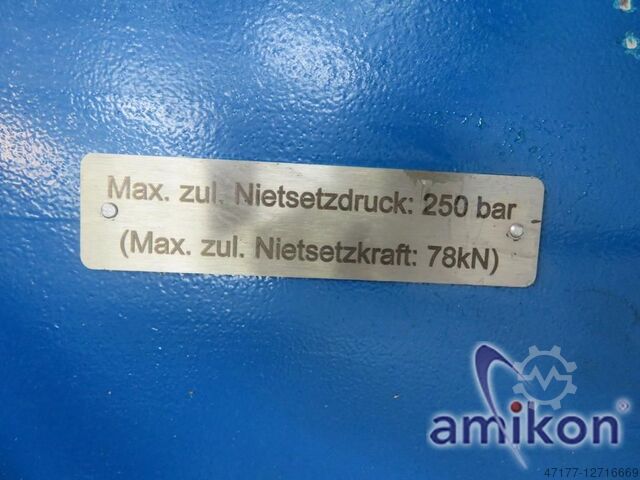 Max. zul. Nietsetzdruck: 250 bar
(Max. zul. Nietsetzkraft: 78kN)
amikon
47177-12716669